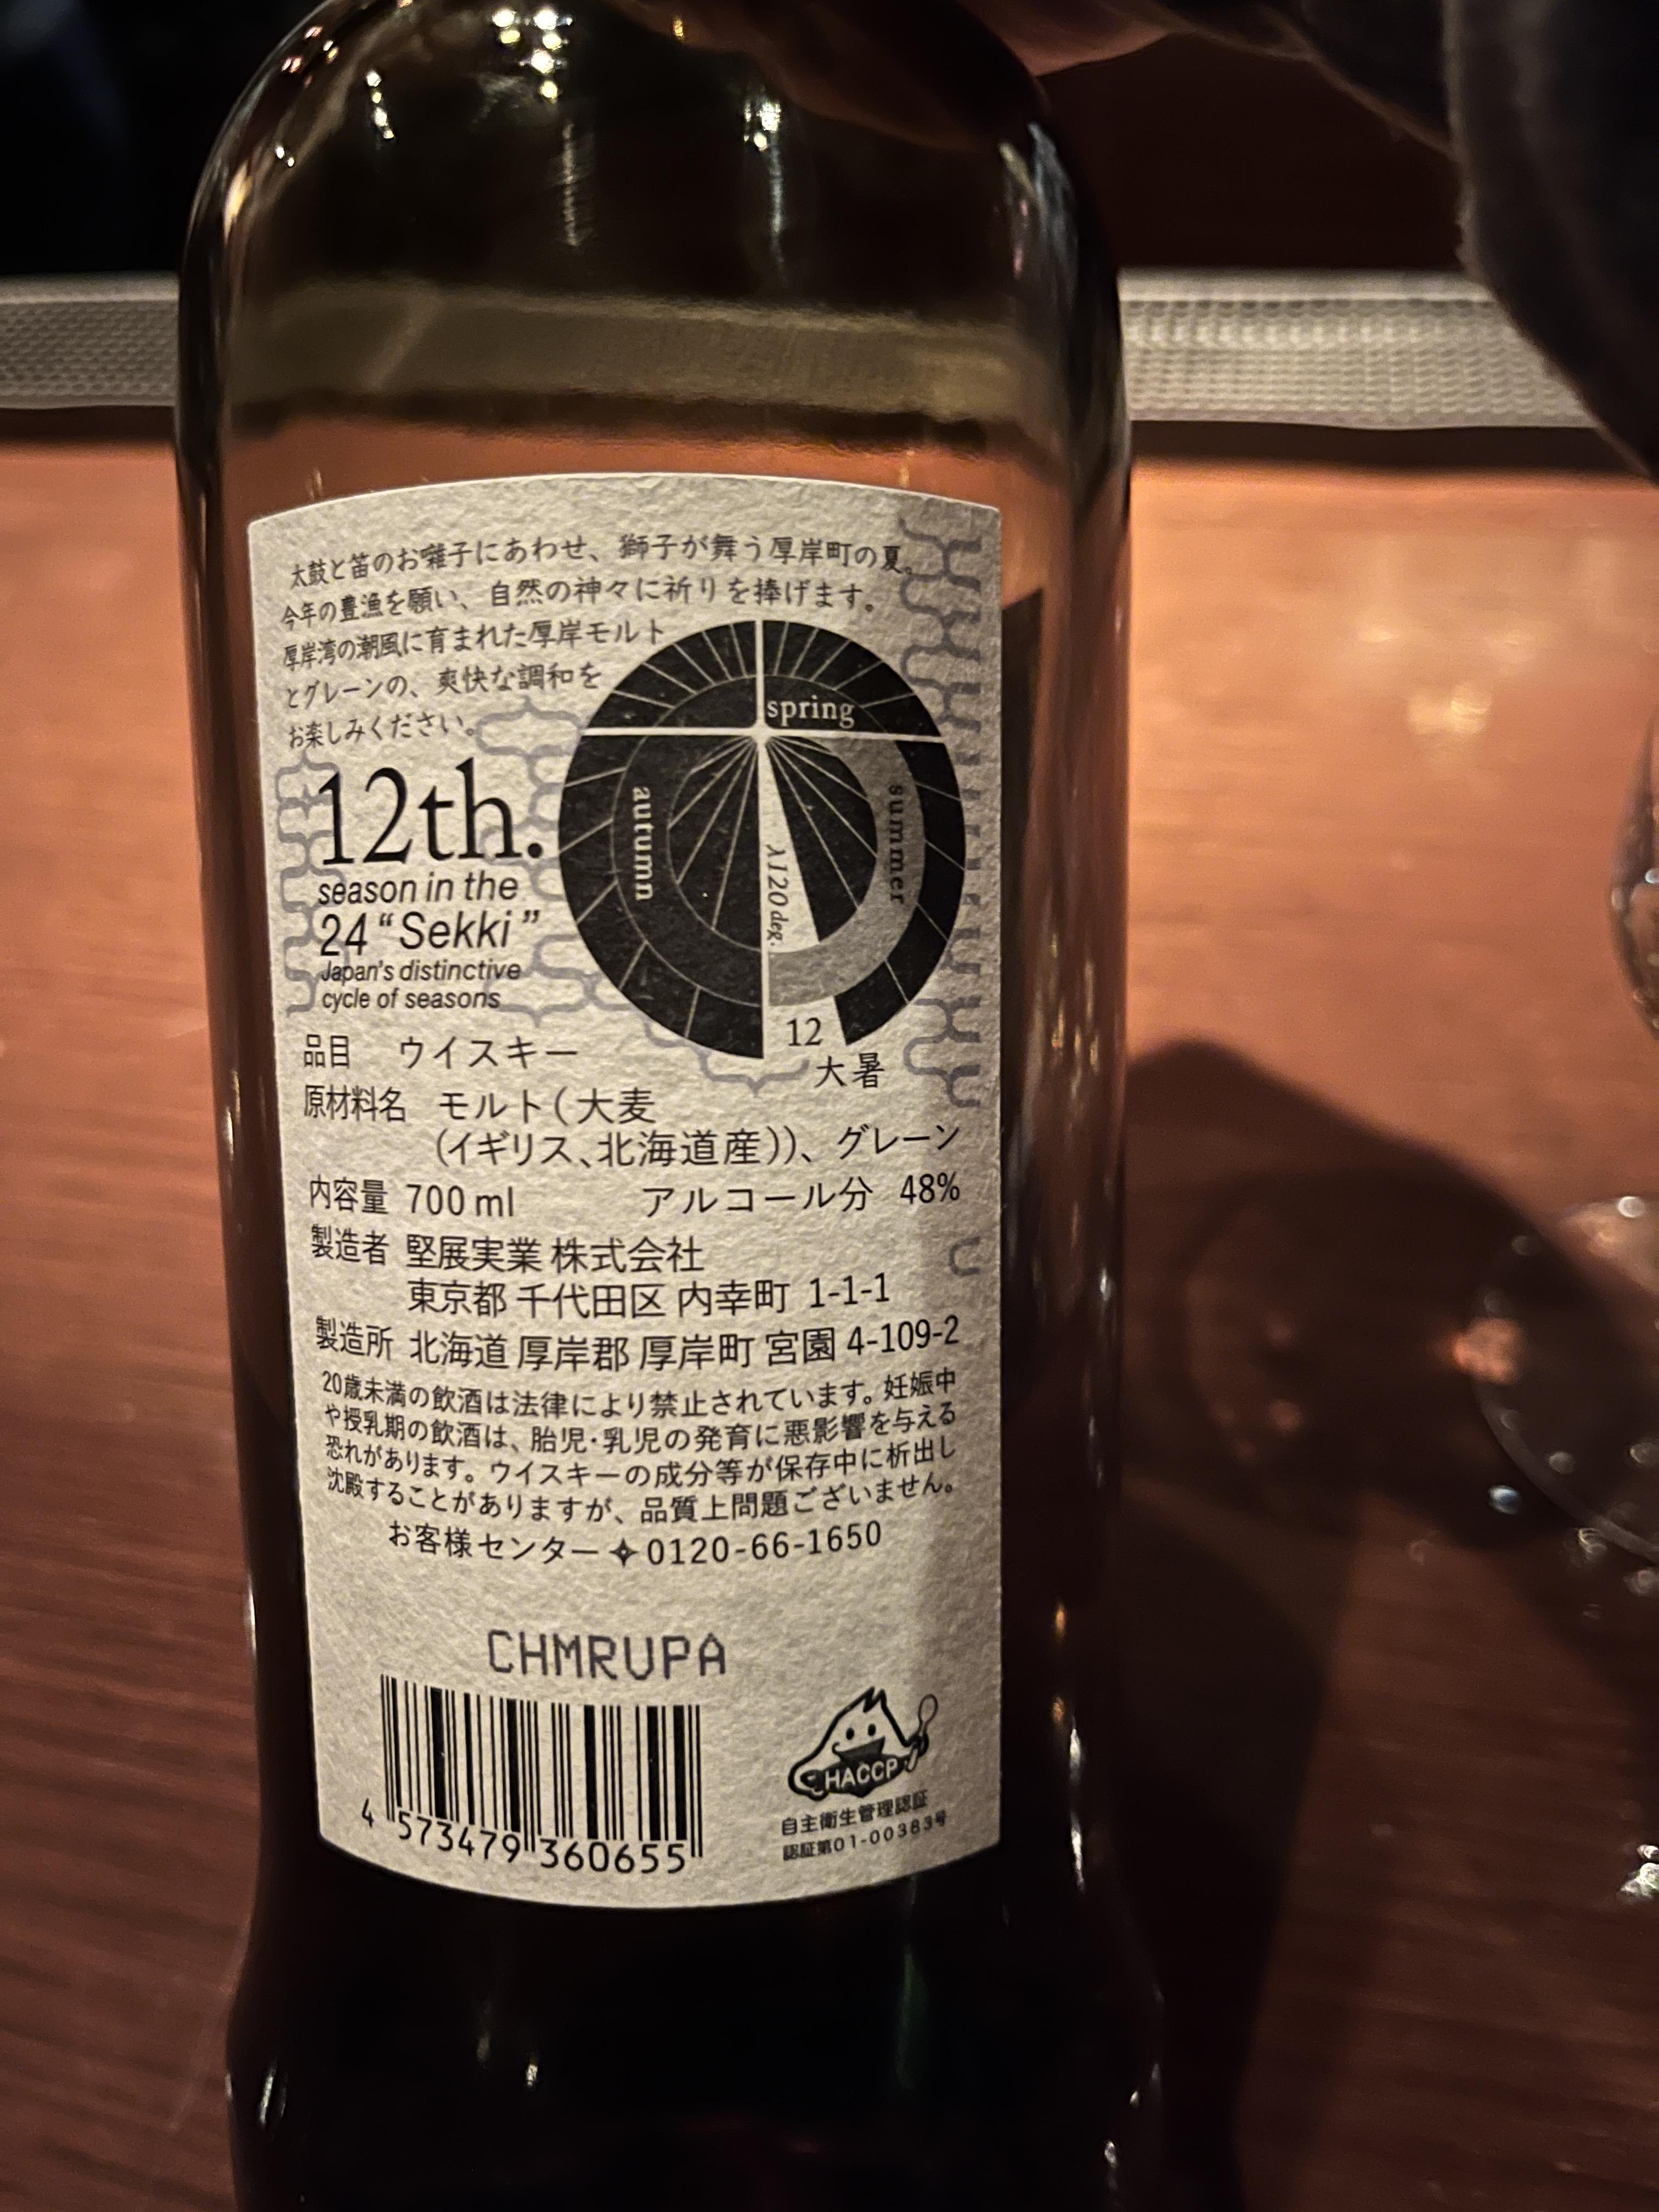 太鼓と笛のお囃子にあわせ、獅子が舞う厚岸町の夏。
今年の豊漁を願い、自然の神々に祈りを捧げます。
厚岸湾の潮風に育まれた厚岸モルト
とグレーンの、爽快な調和を
お楽しみください。
spring
summer
autumn
λ120deg.
12
大暑
12th.
season in the
24 “Sekki”
Japan's distinctive
cycle of seasons
品目 ウイスキー
原材料名 モルト(大麦
(イギリス、北海道産))、グレーン
内容量 700 ml アルコール分 48%
製造者 堅展実業 株式会社
東京都 千代田区 内幸町 1-1-1
製造所 北海道 厚岸郡 厚岸町 宮園 4-109-2
20歳未満の飲酒は法律により禁止されています。妊娠中
や授乳期の飲酒は、胎児・乳児の発育に悪影響を与える
恐れがあります。ウイスキーの成分等が保存中に析出し
沈殿することがありますが、品質上問題ございません。
お客様センター✦0120-66-1650
CHMRUPA
4 573479 360655
HACCP
自主衛生管理認証
認証第01-00383号